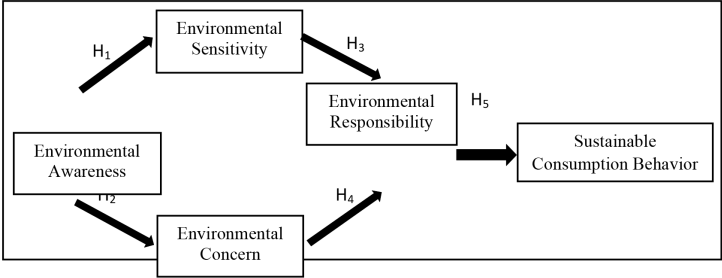 Environmental
Sensitivity
H1
H3
Environmental
Responsibility
H5
Sustainable
Consumption Behavior
Environmental
Awareness
H2
H4
Environmental
Concern